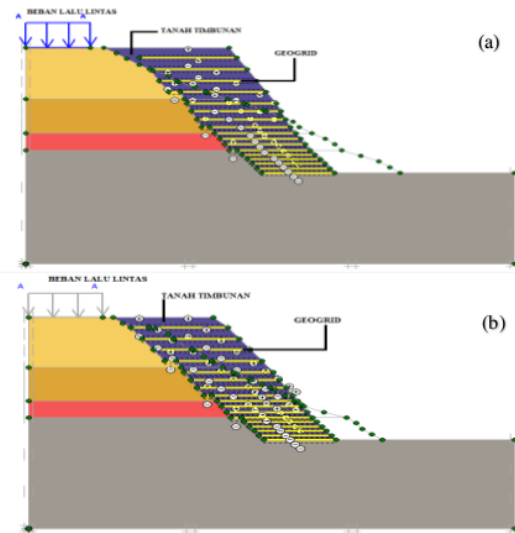 BEBAN LALU LINTAS
A A
TANAH TIMBUNAN
(a)
GEOGRID
BEBAN LALU LINTAS
A A
TANAH TIMBUNAN
GEOGRID
(b)